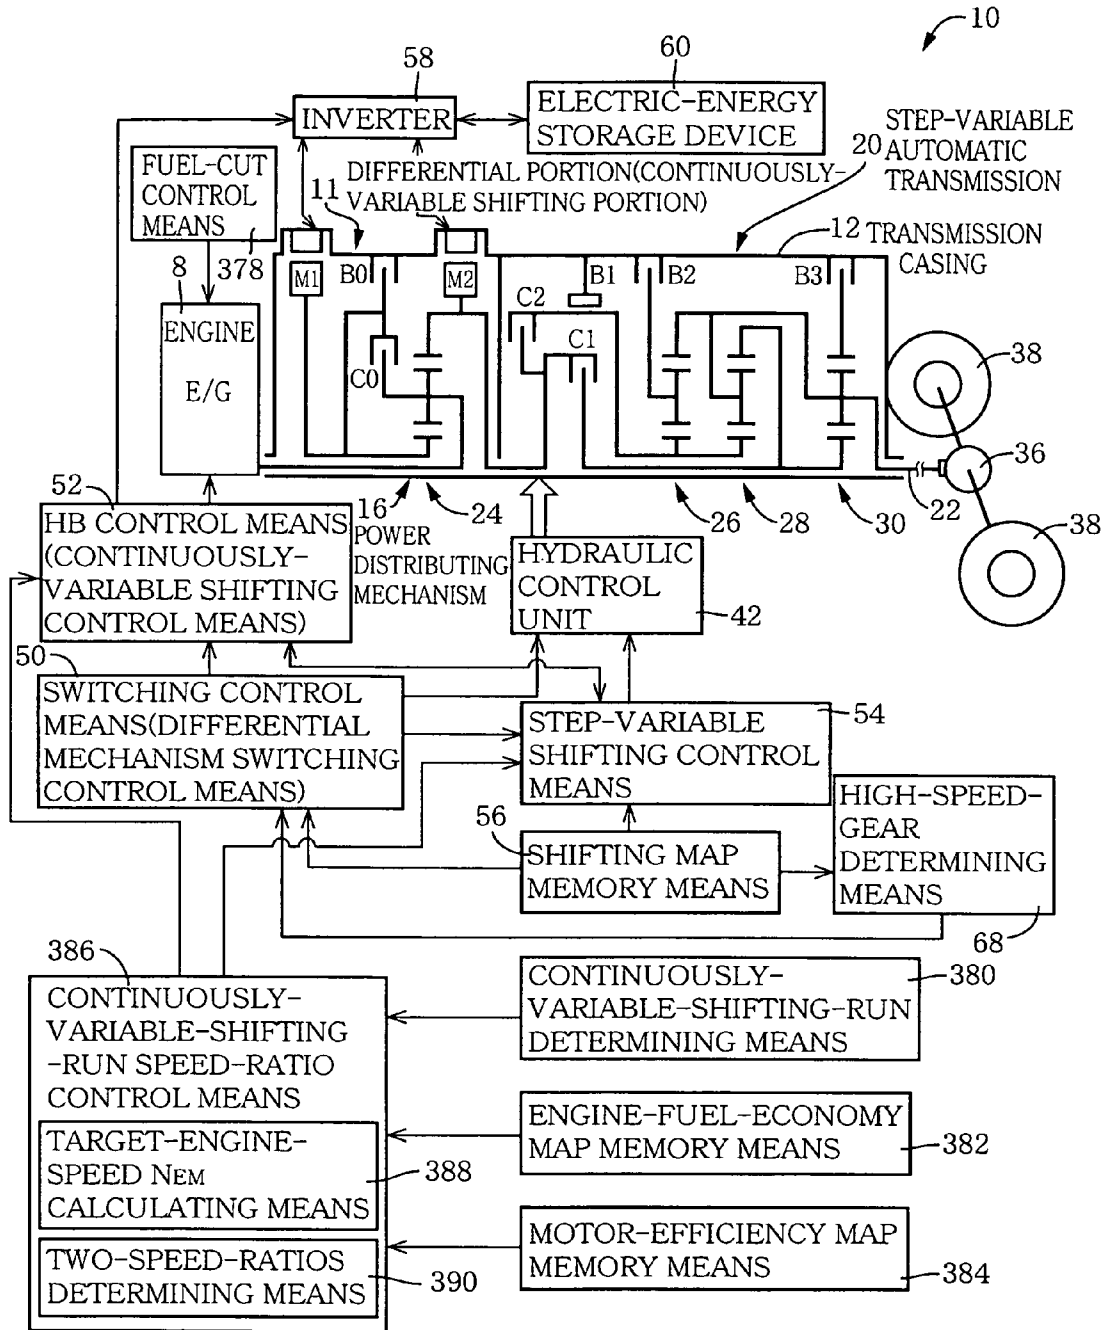 10
58
60
INVERTER
ELECTRIC-ENERGY
STORAGE DEVICE
20
STEP-VARIABLE
AUTOMATIC
TRANSMISSION
FUEL-CUT
CONTROL
MEANS
378
DIFFERENTIAL PORTION(CONTINUOUSLY-
VARIABLE SHIFTING PORTION)
11
12
TRANSMISSION
CASING
M1
B0
M2
B1
B2
B3
8
ENGINE
E/G
C2
C1
C0
38
36
38
52
16
24
26
28
30
22
POWER
DISTRIBUTING
MECHANISM
HB CONTROL MEANS
(CONTINUOUSLY-
VARIABLE SHIFTING
CONTROL MEANS)
HYDRAULIC
CONTROL
UNIT
42
50
SWITCHING CONTROL
MEANS(DIFFERENTIAL
MECHANISM SWITCHING
CONTROL MEANS)
STEP-VARIABLE
SHIFTING CONTROL
MEANS
54
56
SHIFTING MAP
MEMORY MEANS
HIGH-SPEED-
GEAR
DETERMINING
MEANS
68
386
CONTINUOUSLY-
VARIABLE-SHIFTING
-RUN SPEED-RATIO
CONTROL MEANS
CONTINUOUSLY-
VARIABLE-SHIFTING-RUN
DETERMINING MEANS
380
TARGET-ENGINE-
SPEED NEM
CALCULATING MEANS
388
ENGINE-FUEL-ECONOMY
MAP MEMORY MEANS
382
TWO-SPEED-RATIOS
DETERMINING MEANS
390
MOTOR-EFFICIENCY MAP
MEMORY MEANS
384